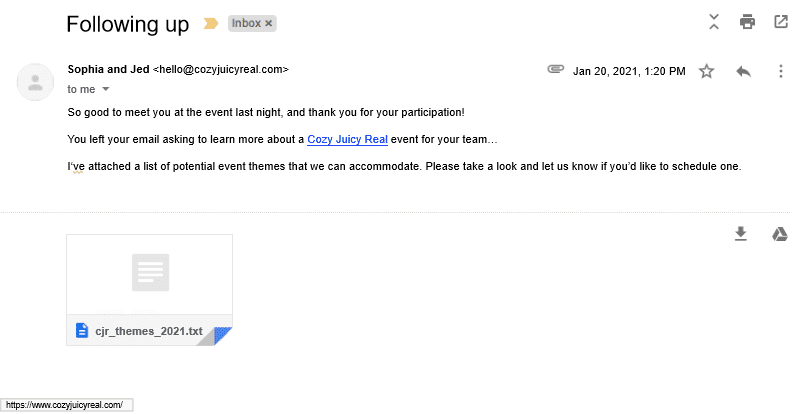 Following up Inbox ×
Sophia and Jed <hello@cozyjuicyreal.com> Jan 20, 2021, 1:20 PM
to me
So good to meet you at the event last night, and thank you for your participation!
You left your email asking to learn more about a Cozy Juicy Real event for your team…
I've attached a list of potential event themes that we can accommodate. Please take a look and let us know if you'd like to schedule one.
cjr_themes_2021.txt
https://www.cozyjuicyreal.com/